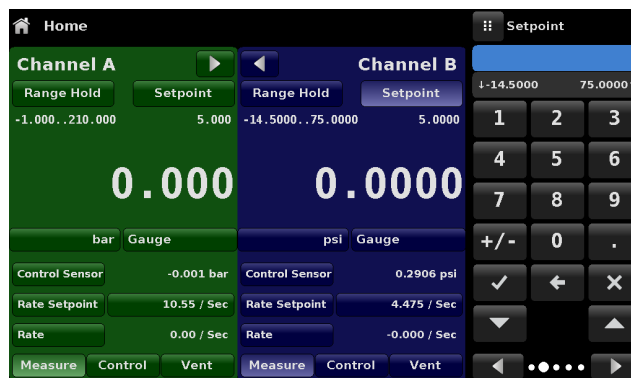 Home
Setpoint
Channel A
Channel B
Range Hold Setpoint
Range Hold Setpoint
-1.000..210.000 5.000
-14.5000..75.0000 5.0000
↓-14.5000 75.0000
0.000
0.0000
bar Gauge
psi Gauge
Control Sensor -0.001 bar
Control Sensor 0.2906 psi
Rate Setpoint 10.55 / Sec
Rate Setpoint 4.475 / Sec
Rate 0.00 / Sec
Rate -0.000 / Sec
Measure Control Vent
Measure Control Vent
1 2 3
4 5 6
7 8 9
+/- 0 .